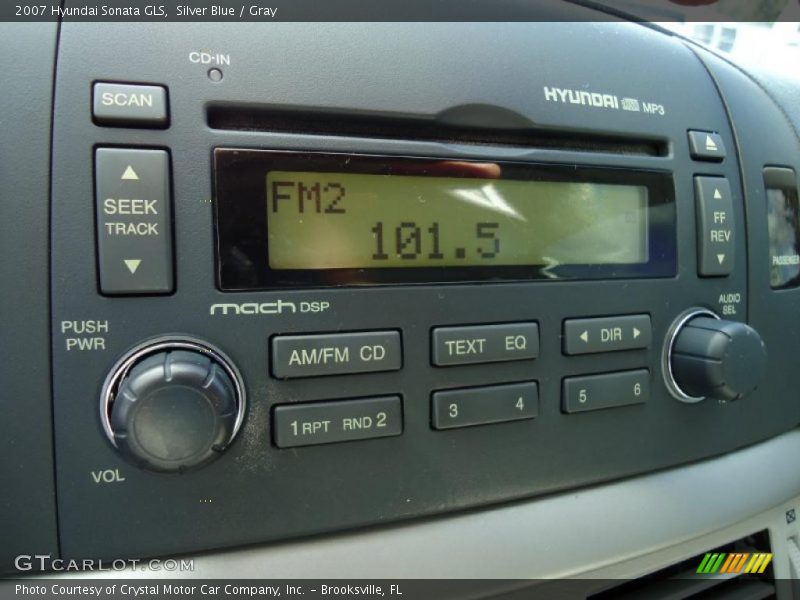 2007 Hyundai Sonata GLS, Silver Blue / Gray
CD-IN
SCAN
HYUNDAI MP3
SEEK
TRACK
FM2
101.5
FF
REV
PASSENGER
mach DSP
AUDIO
SEL
PUSH
PWR
AM/FM CD
TEXT EQ
DIR
1 RPT RND 2
3 4
5 6
VOL
GTCARLOT.COM
Photo Courtesy of Crystal Motor Car Company, Inc. – Brooksville, FL